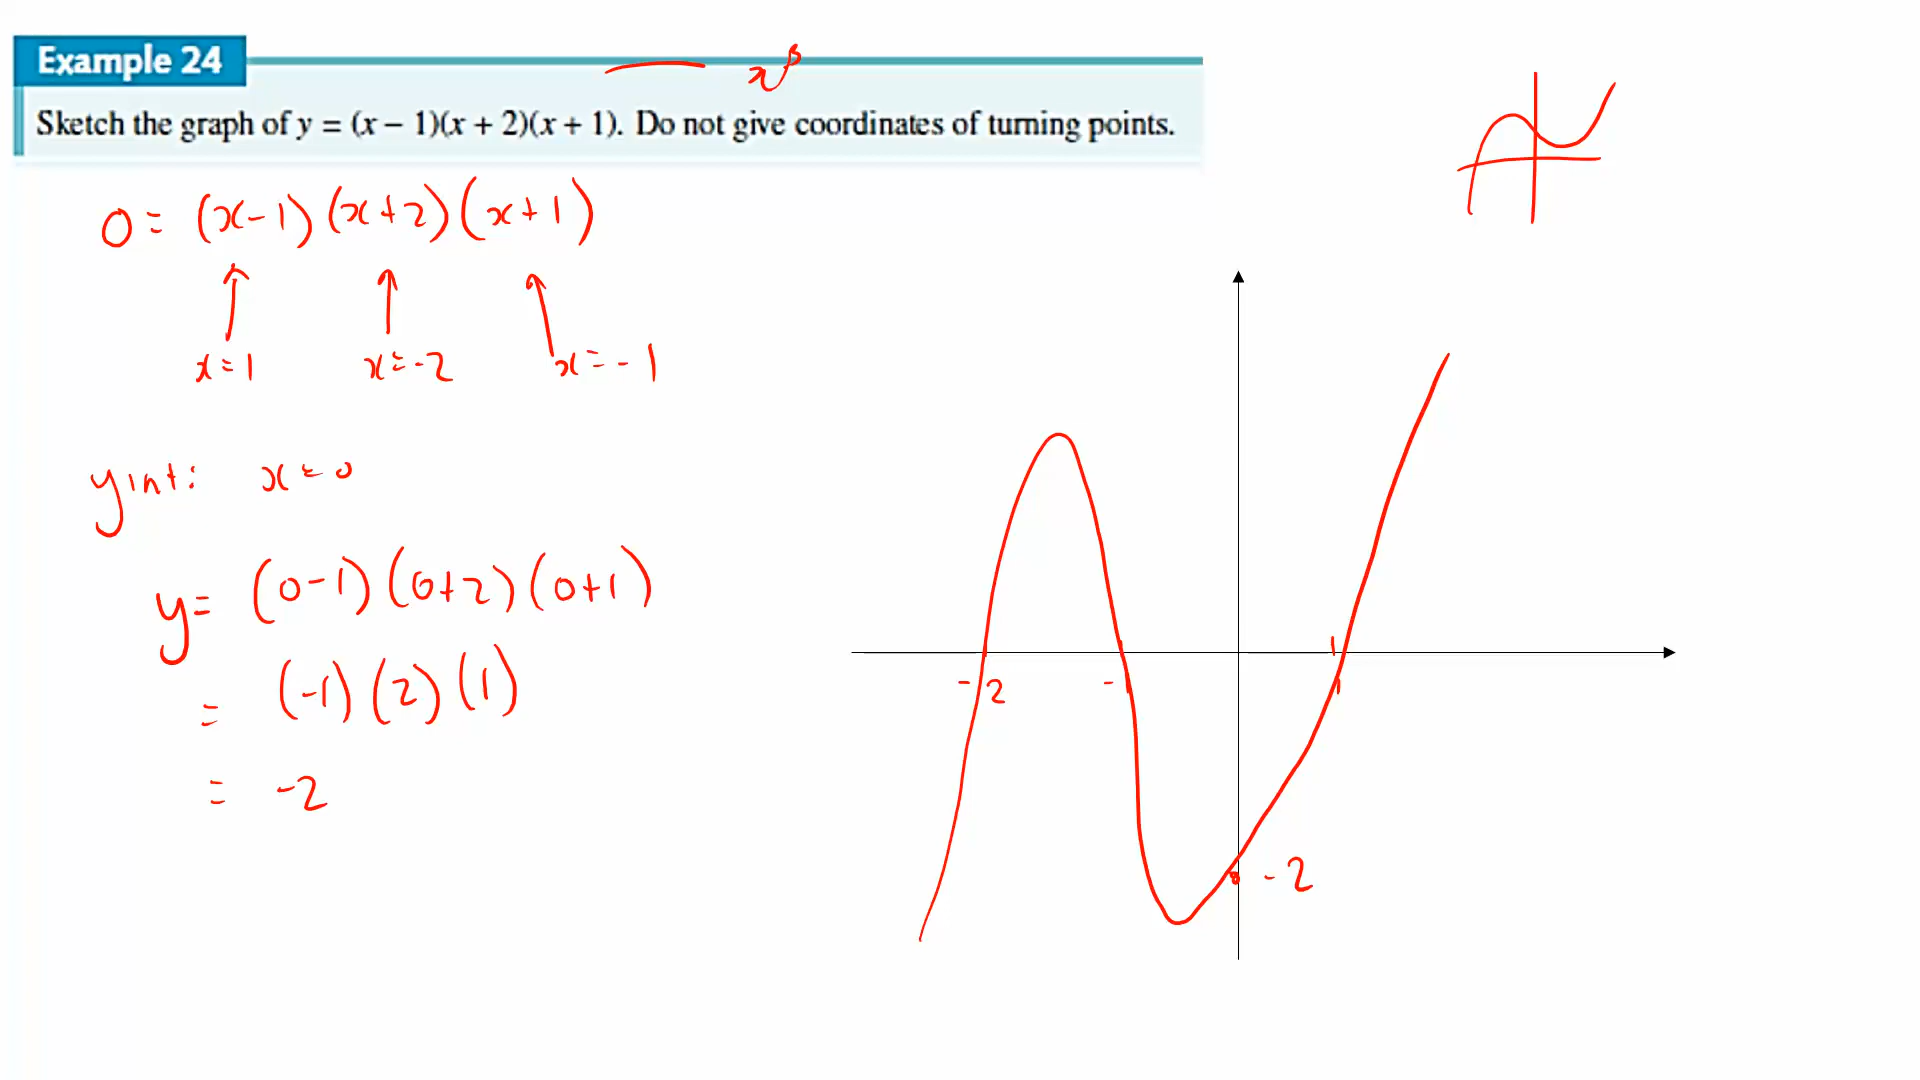 Example 24
x³
Sketch the graph of y = (x − 1)(x + 2)(x + 1). Do not give coordinates of turning points.
0 = (x-1)(x+2)(x+1)
x=1 x=-2 x=-1
yint: x=0
y= (0-1)(0+2)(0+1)
= (-1)(2)(1)
= -2
1
-2 -1 1
-2